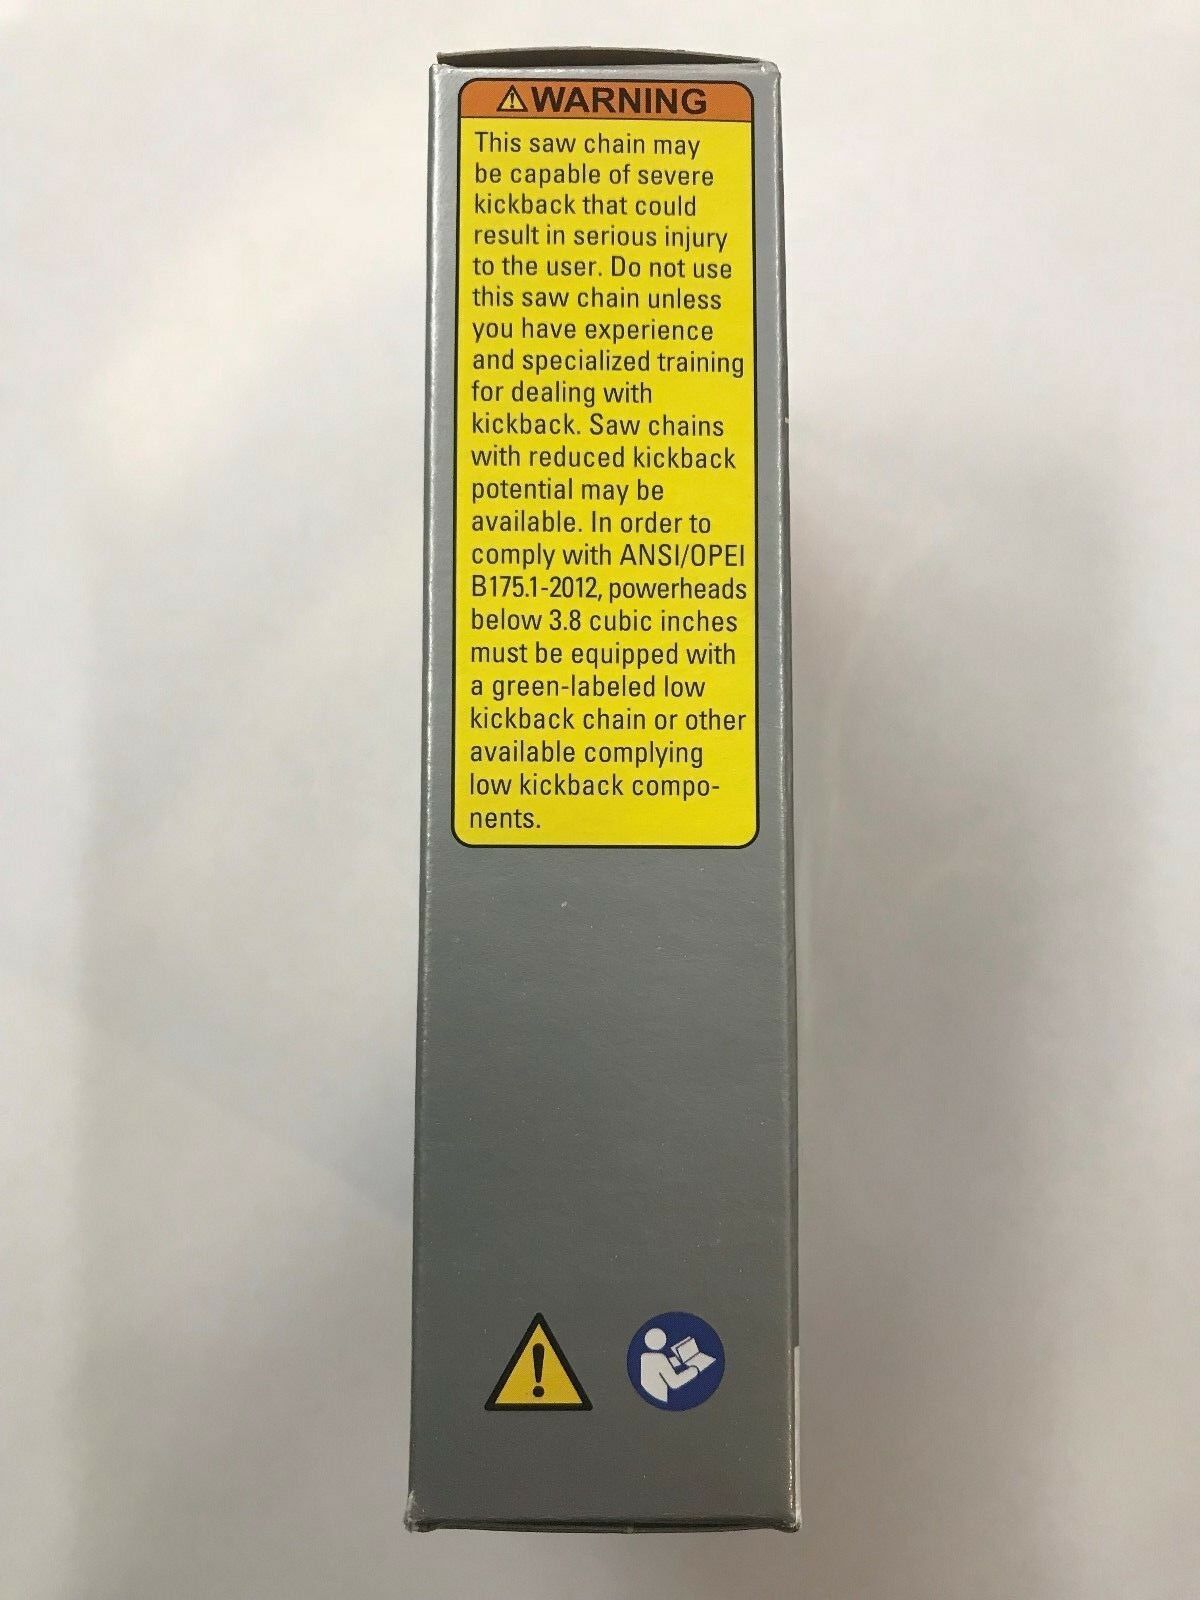 WARNING
This saw chain may
be capable of severe
kickback that could
result in serious injury
to the user. Do not use
this saw chain unless
you have experience
and specialized training
for dealing with
kickback. Saw chains
with reduced kickback
potential may be
available. In order to
comply with ANSI/OPEI
B175.1-2012, powerheads
below 3.8 cubic inches
must be equipped with
a green-labeled low
kickback chain or other
available complying
low kickback compo-
nents.